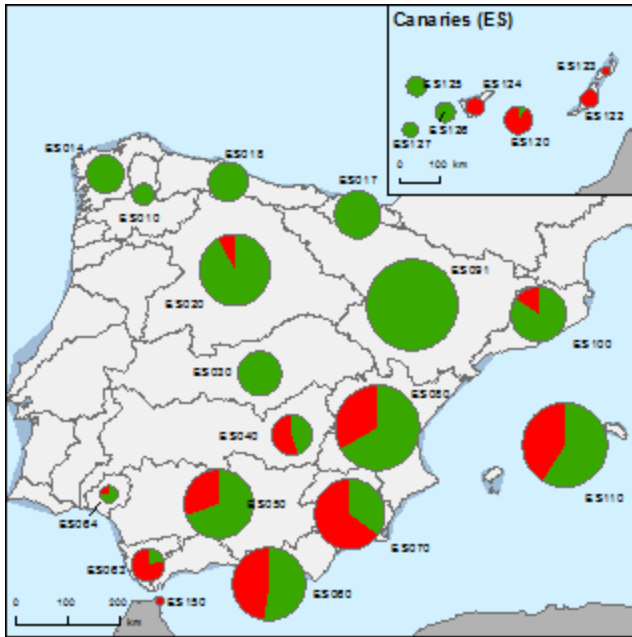 Canaries (ES)
ES123
ES124
ES125
ES122
ES126
ES127
ES120
0 100 km
ES014
ES018
ES017
ES010
ES091
ES020
ES100
ES030
ES080
ES040
ES110
ES050
ES064
ES070
ES063
ES060
ES150
0 100 200
km